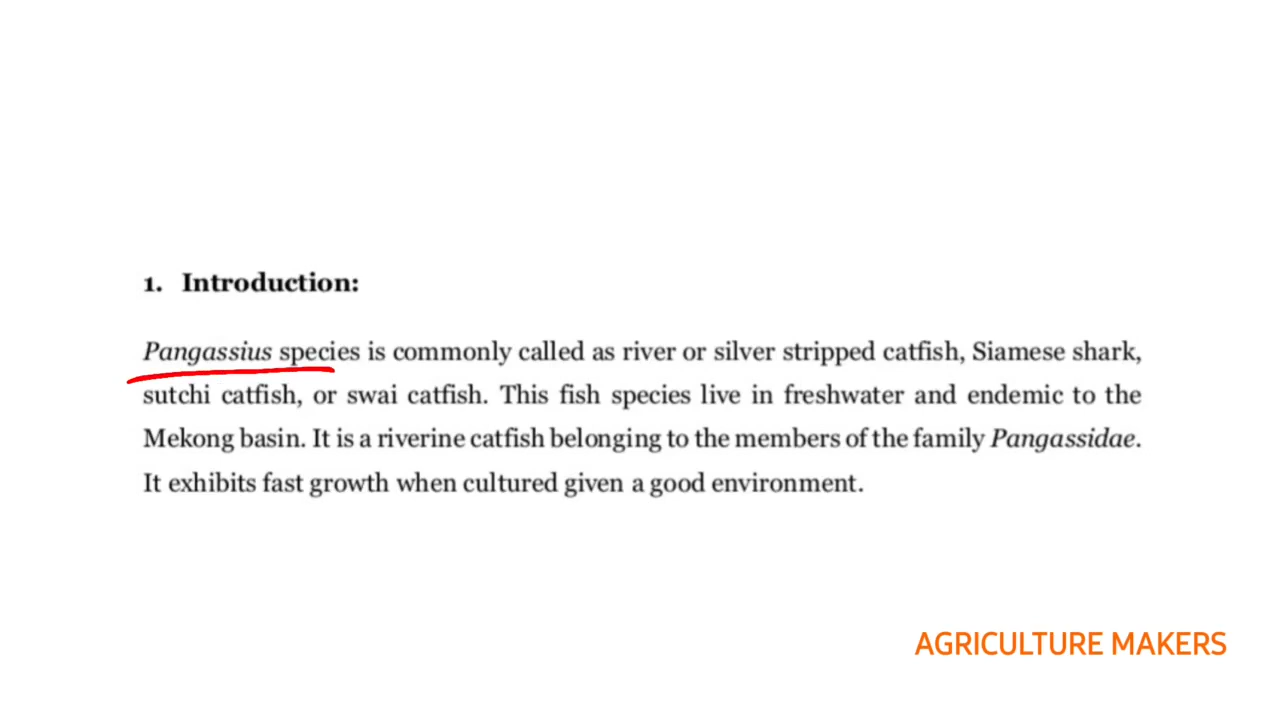 1. Introduction:
Pangassius species is commonly called as river or silver stripped catfish, Siamese shark,
sutchi catfish, or swai catfish. This fish species live in freshwater and endemic to the
Mekong basin. It is a riverine catfish belonging to the members of the family Pangassidae.
It exhibits fast growth when cultured given a good environment.
AGRICULTURE MAKERS